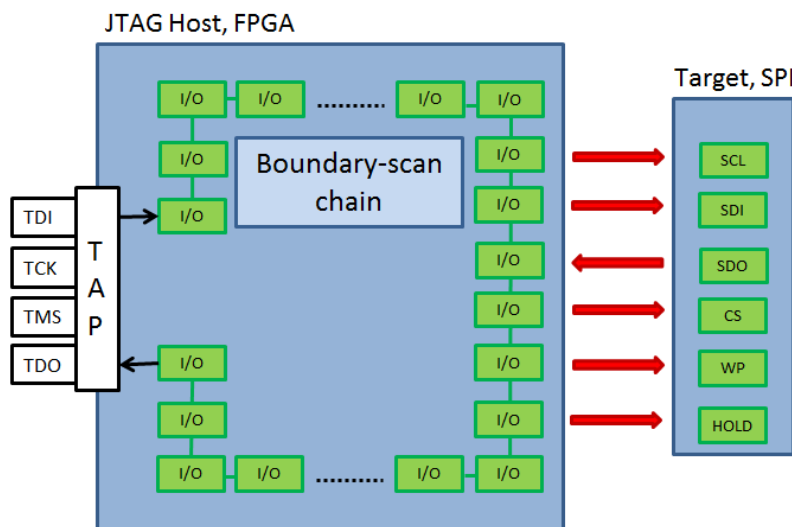 JTAG Host, FPGA
Target, SPI
I/O
I/O
..........
I/O
I/O
I/O
Boundary-scan
chain
I/O
SCL
TDI
I/O
I/O
SDI
TCK
T
A
P
I/O
SDO
TMS
I/O
CS
TDO
I/O
I/O
WP
I/O
I/O
HOLD
I/O
I/O
..........
I/O
I/O